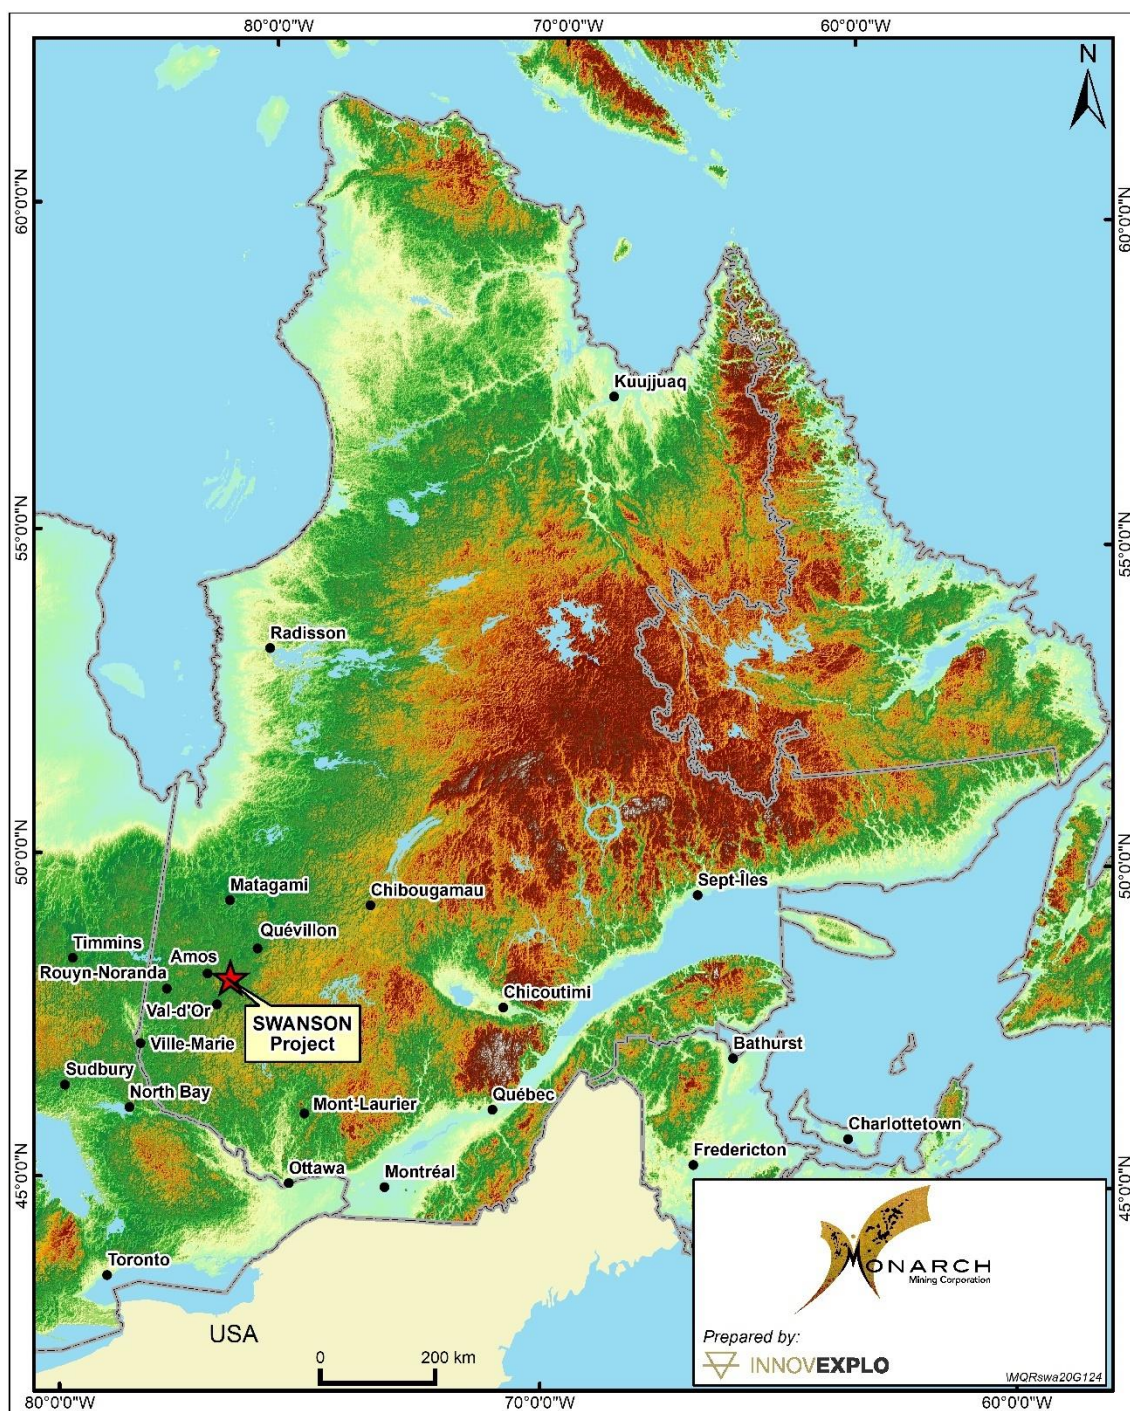 80°0'0"W
70°0'0"W
60°0'0"W
N
60°0'0"N
60°0'0"N
Kuujjuaq
55°0'0"N
55°0'0"N
Radisson
50°0'0"N
50°0'0"N
Matagami
Chibougamau
Sept-Îles
Quévillon
Timmins
Amos
Rouyn-Noranda
Chicoutimi
Val-d'Or
SWANSON
Project
Ville-Marie
Bathurst
Sudbury
North Bay
Mont-Laurier
Québec
Charlottetown
Fredericton
Ottawa
Montréal
45°0'0"N
45°0'0"N
Toronto
MONARCH
Mining Corporation
USA
0
200 km
Prepared by:
INNOVEXPLO
\MQRswa20G124
80°0'0"W
70°0'0"W
60°0'0"W